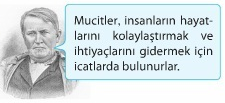 Mucitler, insanların hayat-
larını kolaylaştırmak ve
ihtiyaçlarını gidermek için
icatlarda bulunurlar.